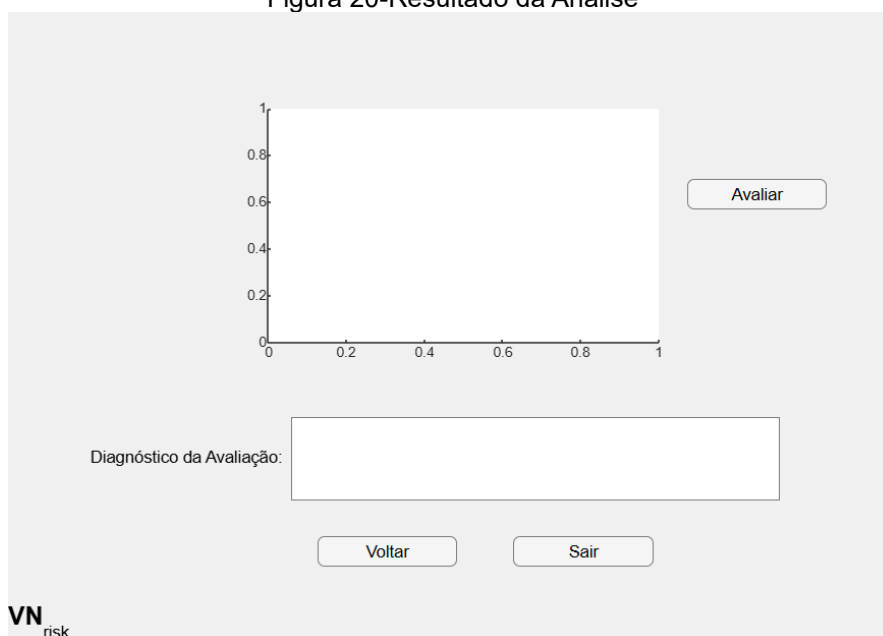 Figura 20-Resultado da Análise
1
0.8
0.6
Avaliar
0.4
0.2
0
0 0.2 0.4 0.6 0.8 1
Diagnóstico da Avaliação:
Voltar Sair
VN
risk